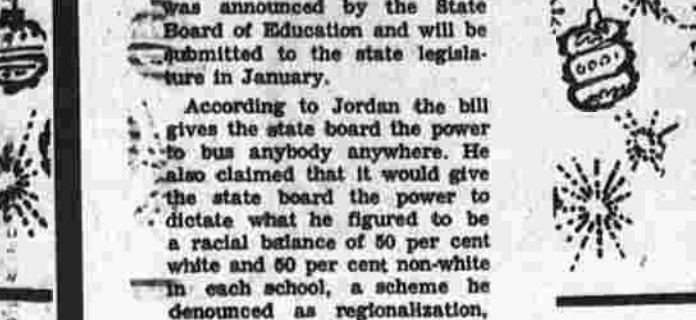 was announced by the State
Board of Education and will be
submitted to the state legisla-
ture in January.
According to Jordan the bill
gives the state board the power
to bus anybody anywhere. He
also claimed that it would give
the state board the power to
dictate what he figured to be
a racial balance of 50 per cent
white and 50 per cent non-white
in each school, a scheme he
denounced as regionalization,